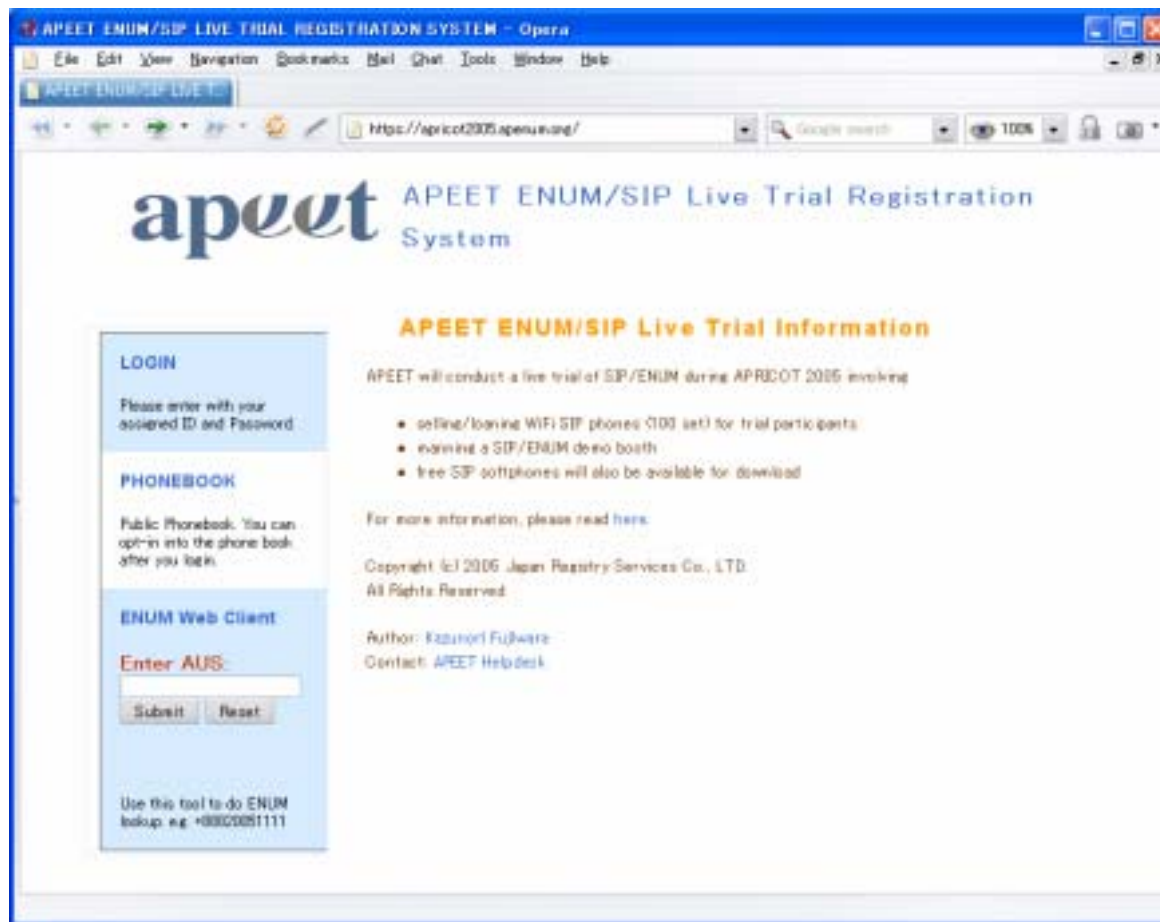 APEET ENUM/SIP LIVE TRIAL REGISTRATION SYSTEM - Opera
File Edit View Navigation Bookmarks Mail Chat Tools Window Help
APEET ENUM/SIP LIVE T...
https://apricot2005.apenum.org/
Google search
100%
apeet
APEET ENUM/SIP Live Trial Registration
System
LOGIN
Please enter with your
assigned ID and Password
PHONEBOOK
Public Phonebook. You can
opt-in into the phone book
after you login.
ENUM Web Client
Enter AUS:
Submit Reset
Use this tool to do ENUM
lookup e.g.
APEET ENUM/SIP Live Trial Information
APEET will conduct a live trial of SIP/ENUM during APRICOT 2005 involving
• selling/loaning WiFi SIP phones (100 set) for trial participants
• manning a SIP/ENUM demo booth
• free SIP softphones will also be available for download
For more information, please read here.
Copyright (c) 2005 Japan Registry Services Co., LTD.
All Rights Reserved.
Author: Kazunori Fujiwara
Contact: APEET Helpdesk